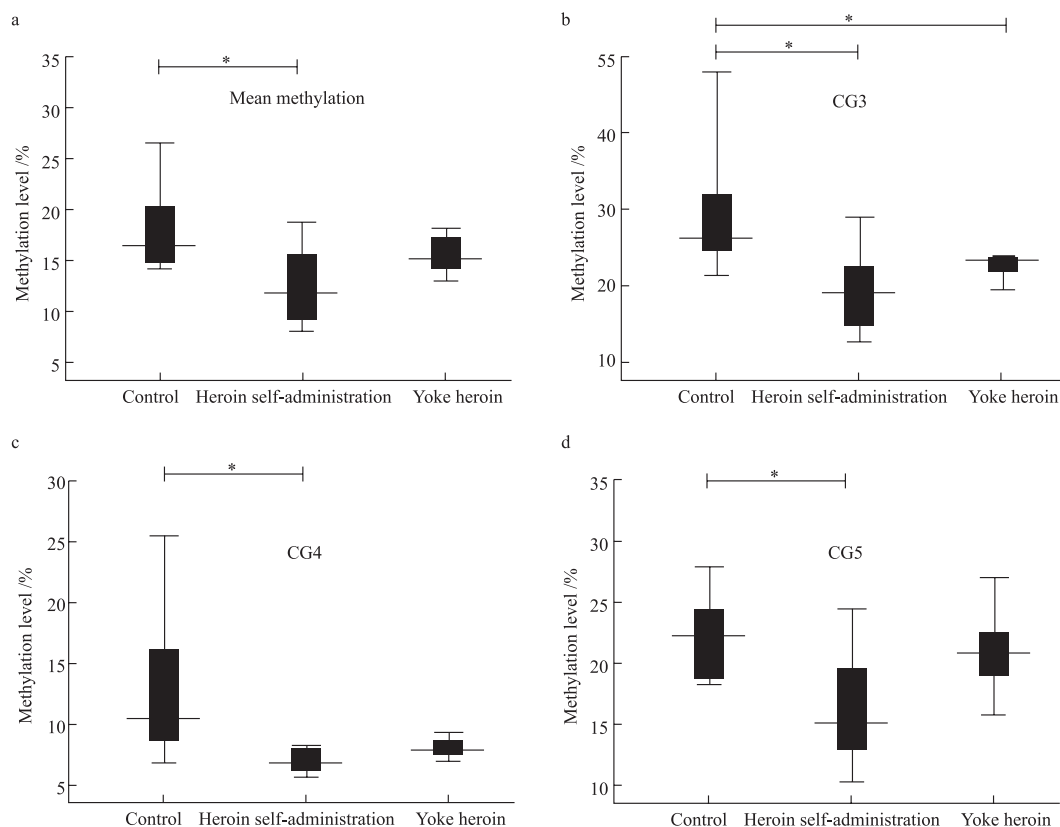 a
*
Mean methylation
Methylation level /%
35
30
25
20
15
10
5
Control Heroin self-administration Yoke heroin
b
*
*
CG3
Methylation level /%
55
40
30
20
10
Control Heroin self-administration Yoke heroin
c
*
CG4
Methylation level /%
30
25
20
15
10
5
Control Heroin self-administration Yoke heroin
d
*
CG5
Methylation level /%
35
30
25
20
15
10
Control Heroin self-administration Yoke heroin